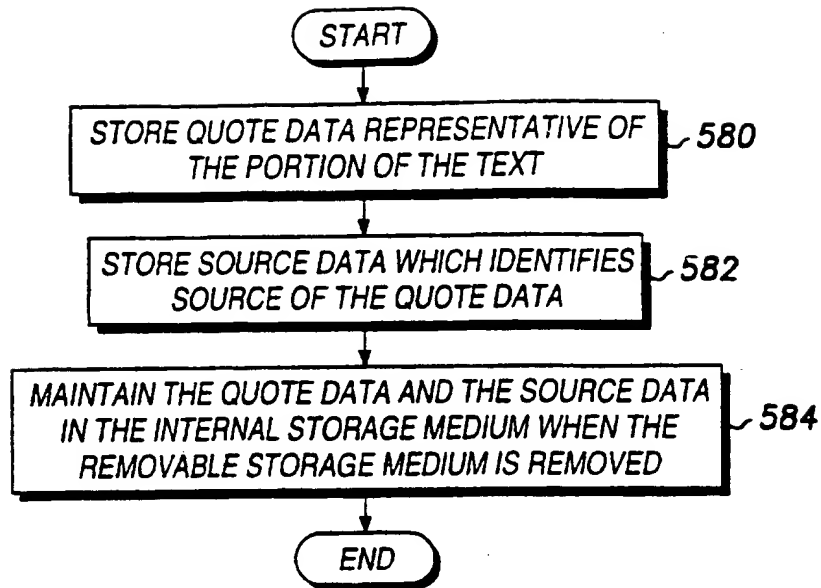 START
STORE QUOTE DATA REPRESENTATIVE OF
THE PORTION OF THE TEXT
580
STORE SOURCE DATA WHICH IDENTIFIES
SOURCE OF THE QUOTE DATA
582
MAINTAIN THE QUOTE DATA AND THE SOURCE DATA
IN THE INTERNAL STORAGE MEDIUM WHEN THE
REMOVABLE STORAGE MEDIUM IS REMOVED
584
END